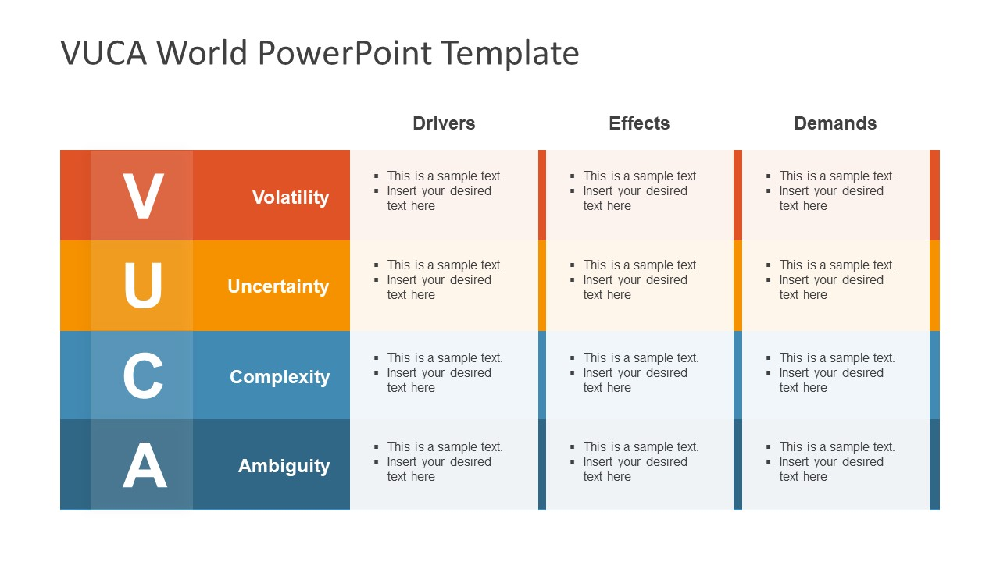 VUCA World PowerPoint Template
Drivers Effects Demands
V Volatility
▪ This is a sample text.
▪ Insert your desired
text here
▪ This is a sample text.
▪ Insert your desired
text here
▪ This is a sample text.
▪ Insert your desired
text here
U Uncertainty
▪ This is a sample text.
▪ Insert your desired
text here
▪ This is a sample text.
▪ Insert your desired
text here
▪ This is a sample text.
▪ Insert your desired
text here
C Complexity
▪ This is a sample text.
▪ Insert your desired
text here
▪ This is a sample text.
▪ Insert your desired
text here
▪ This is a sample text.
▪ Insert your desired
text here
A Ambiguity
▪ This is a sample text.
▪ Insert your desired
text here
▪ This is a sample text.
▪ Insert your desired
text here
▪ This is a sample text.
▪ Insert your desired
text here